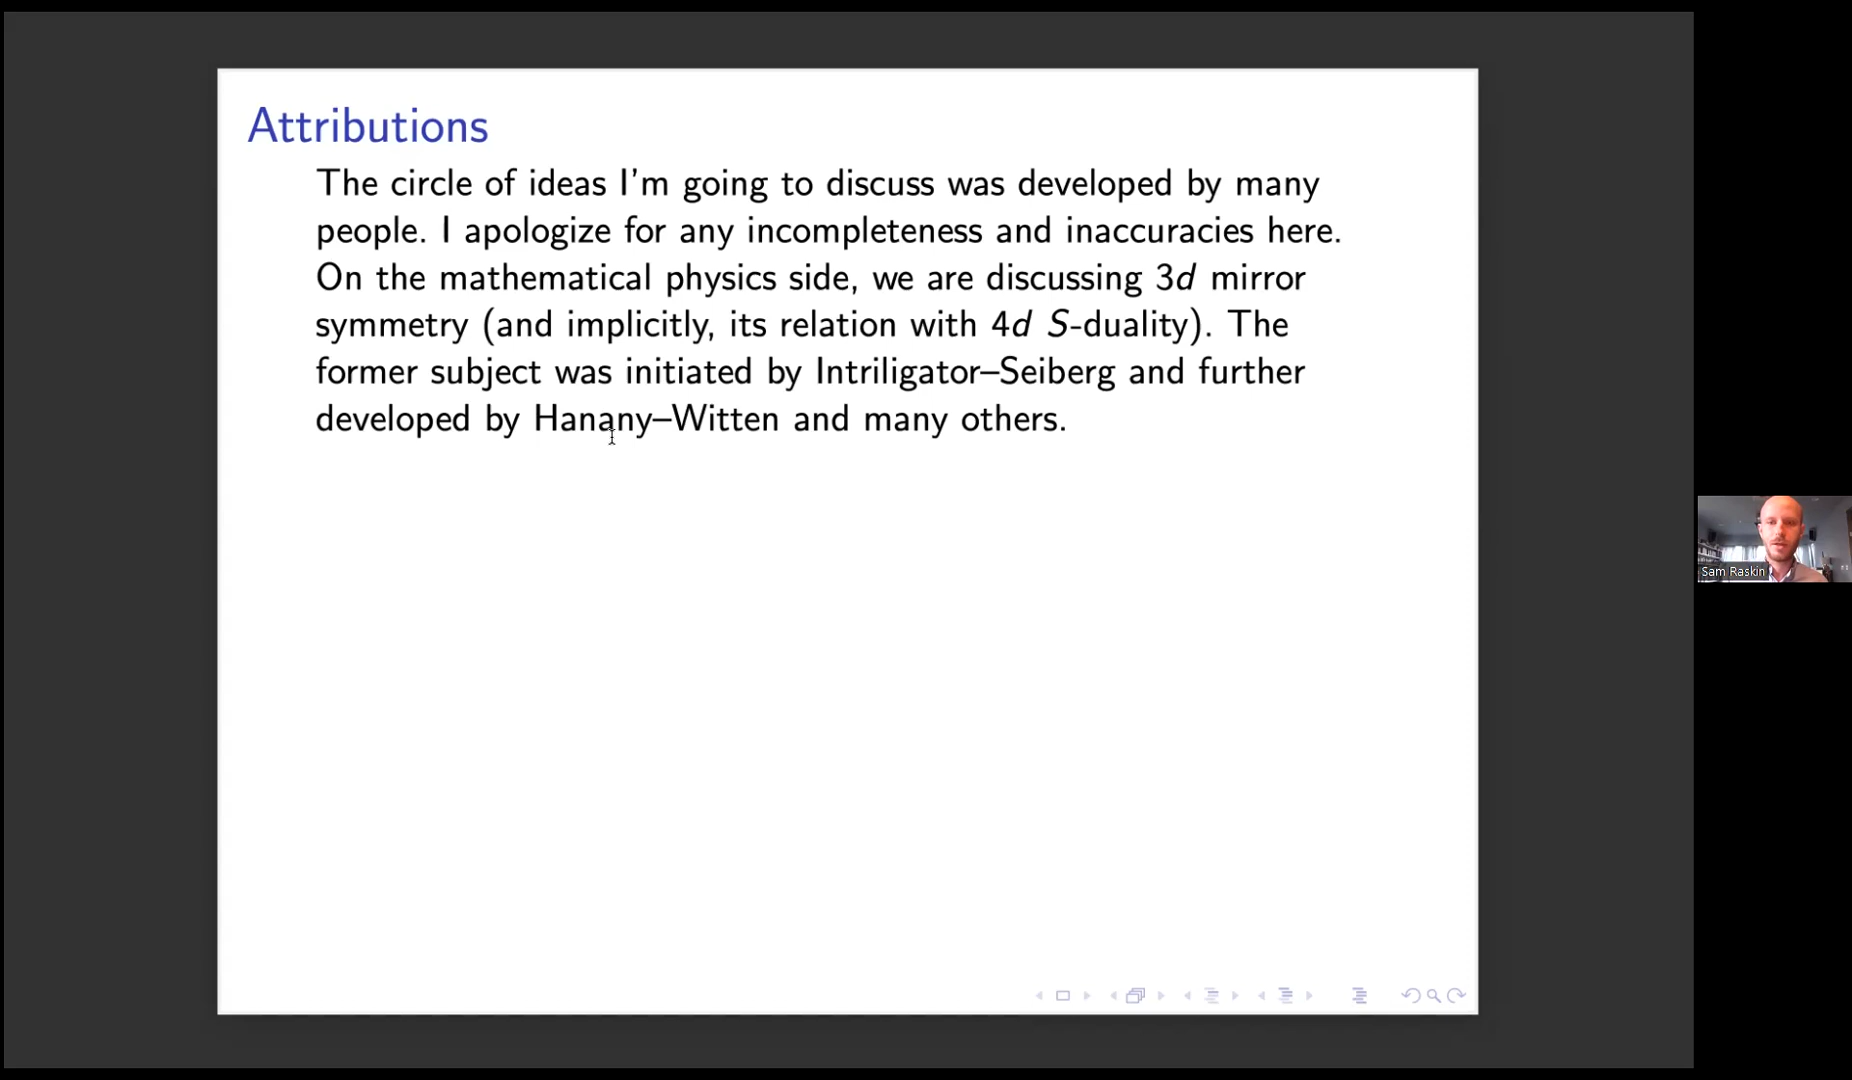 Attributions
The circle of ideas I'm going to discuss was developed by many
people. I apologize for any incompleteness and inaccuracies here.
On the mathematical physics side, we are discussing 3d mirror
symmetry (and implicitly, its relation with 4d S-duality). The
former subject was initiated by Intriligator–Seiberg and further
developed by Hanany–Witten and many others.
Sam Raskin